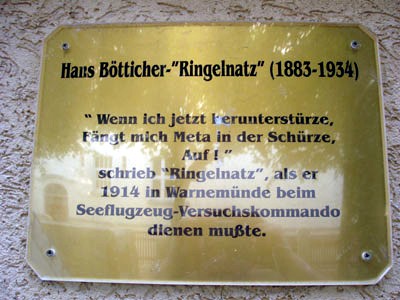 Hans Bötticher-"Ringelnatz" (1883-1934)
" Wenn ich jetzt herunterstürze,
Fängt mich Meta in der Schürze,
Auf ! "
schrieb "Ringelnatz", als er
1914 in Warnemünde beim
Seeflugzeug-Versuchskommando
dienen mußte.